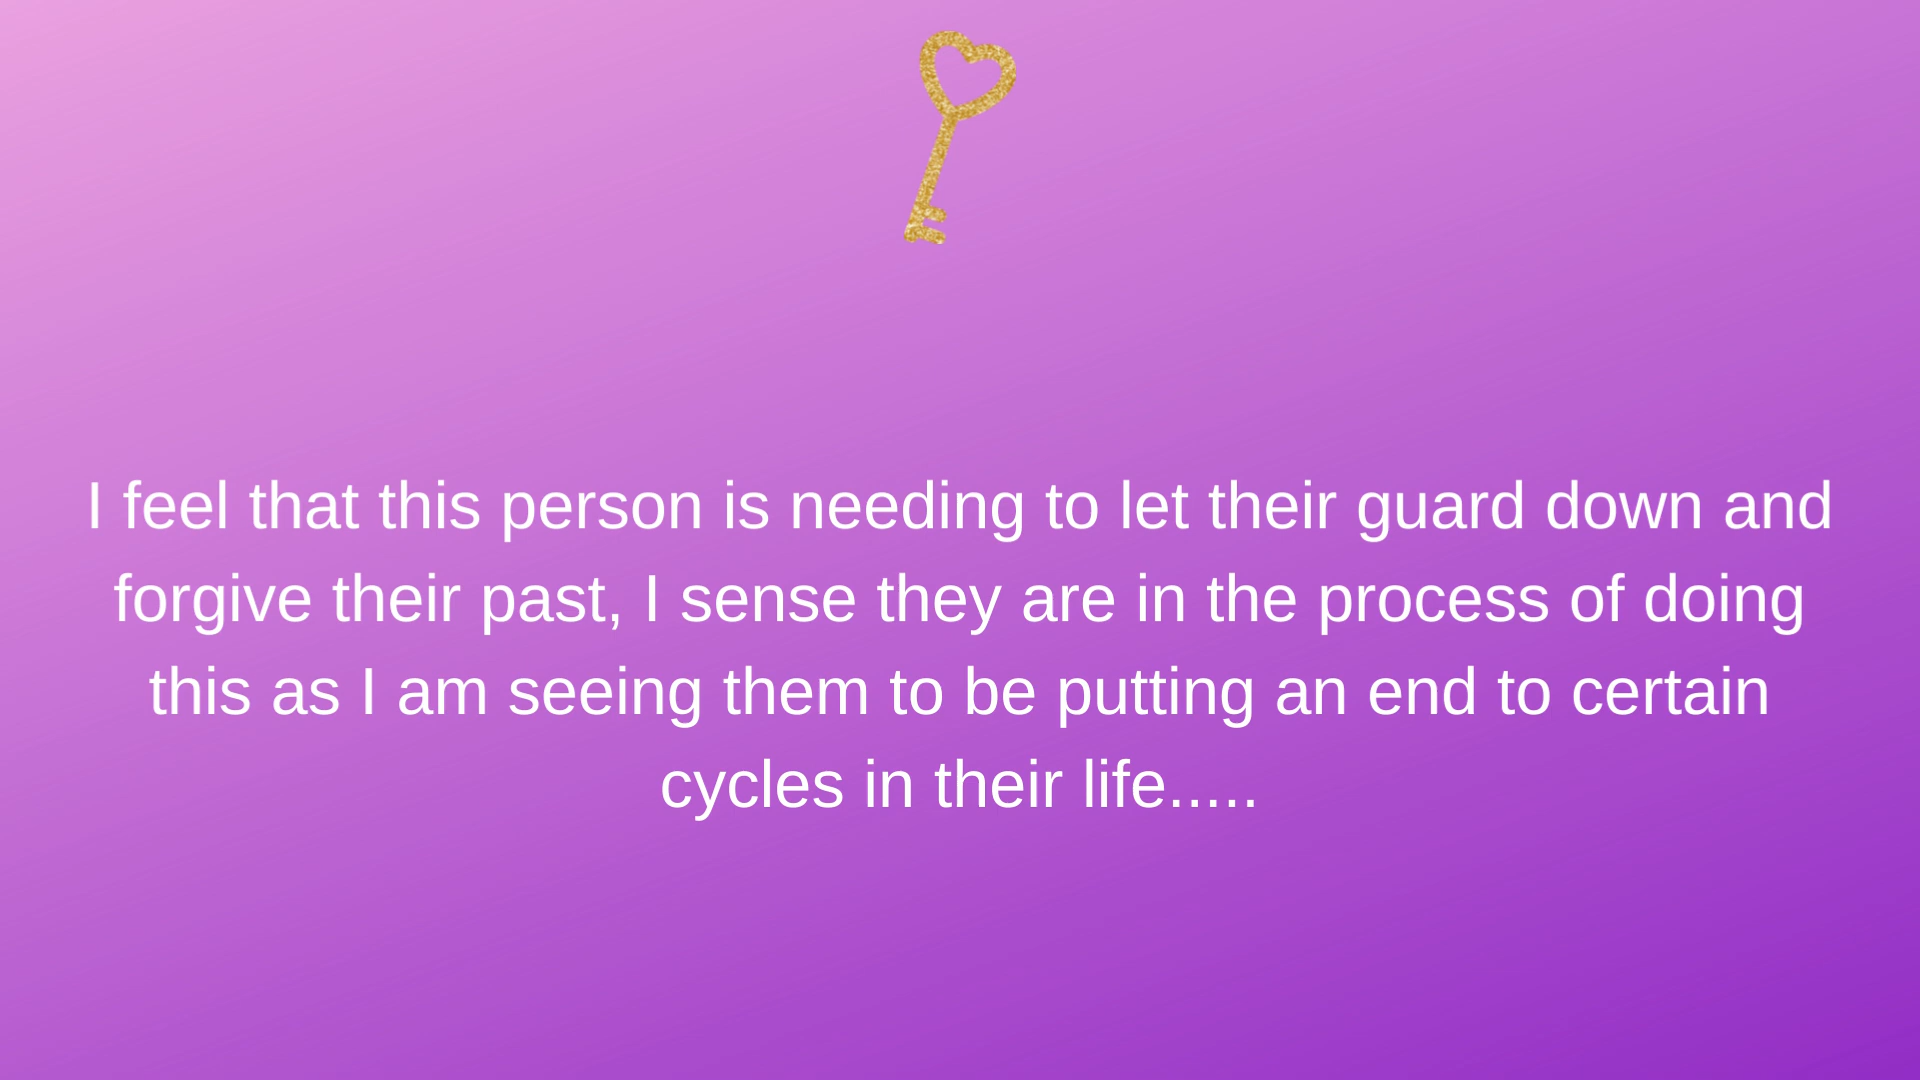 I feel that this person is needing to let their guard down and
forgive their past, I sense they are in the process of doing
this as I am seeing them to be putting an end to certain
cycles in their life.....